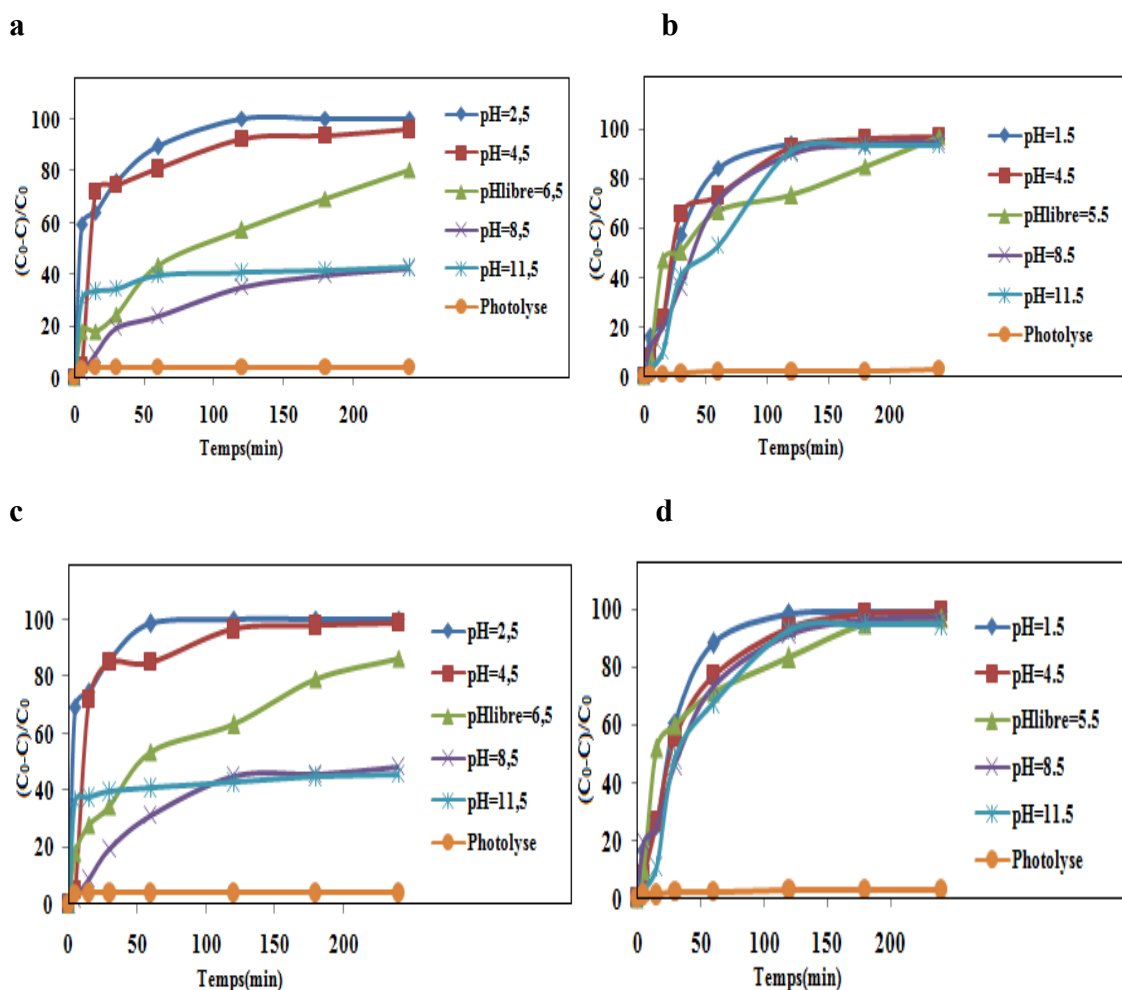 a
b
(C₀-C)/C₀
100
80
60
40
20
0
0 50 100 150 200
Temps(min)
pH=2,5
pH=4,5
pHlibre=6,5
pH=8,5
pH=11,5
Photolyse
(C₀-C)/C₀
100
80
60
40
20
0
0 50 100 150 200
Temps(min)
pH=1.5
pH=4.5
pHlibre=5.5
pH=8.5
pH=11.5
Photolyse
c
d
(C₀-C)/C₀
100
80
60
40
20
0
0 50 100 150 200
Temps(min)
pH=2,5
pH=4,5
pHlibre=6,5
pH=8,5
pH=11,5
Photolyse
(C₀-C)/C₀
100
80
60
40
20
0
0 50 100 150 200
Temps(min)
pH=1.5
pH=4.5
pHlibre=5.5
pH=8.5
pH=11.5
Photolyse